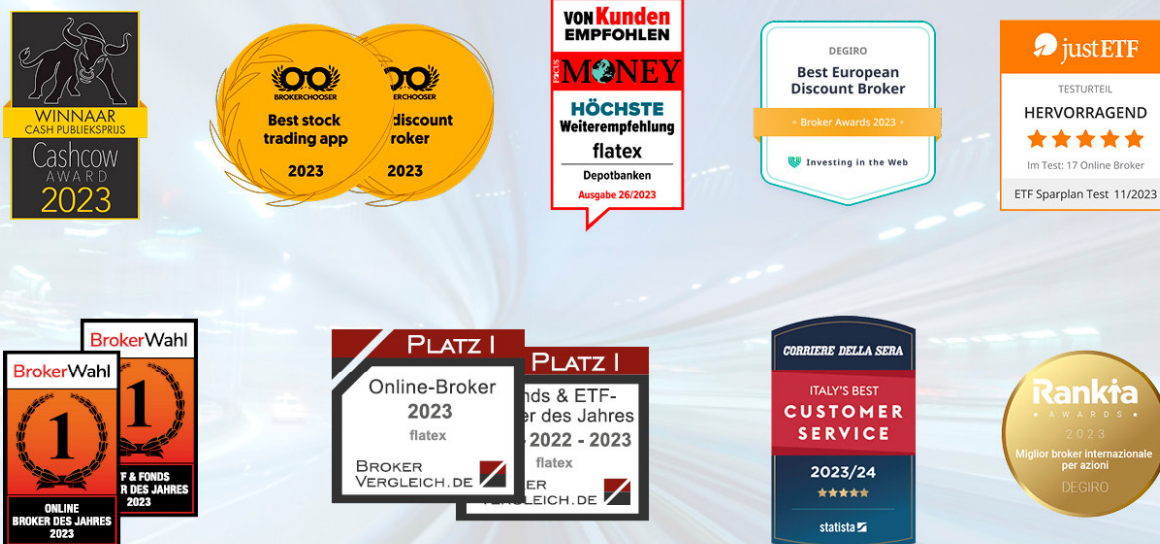 WINNAAR
CASH PUBLIEKSPRIJS
Cashcow
AWARD
2023
BROKERCHOOSER
Best stock
trading app
2023
discount
2023
VON Kunden
EMPFOHLEN
FOCUS MONEY
HÖCHSTE
Weiterempfehlung
flatex
Depotbanken
Ausgabe 26/2023
DEGIRO
Best European
Discount Broker
• Broker Awards 2023 •
Investing in the Web
justETF
TESTURTEIL
HERVORRAGEND
Im Test: 17 Online Broker
ETF Sparplan Test 11/2023
BrokerWahl
1
ONLINE
BROKER DES JAHRES
2023
BrokerWahl
1
& FONDS
DES JAHRES
2023
PLATZ I
Online-Broker
2023
flatex
BROKER
VERGLEICH.DE
PLATZ I
& ETF-
des Jahres
2022 - 2023
flatex
CORRIERE DELLA SERA
ITALY'S BEST
CUSTOMER
SERVICE
2023/24
statista
Rankia
• AWARDS •
2023
Miglior broker internazionale
per azioni
DEGIRO